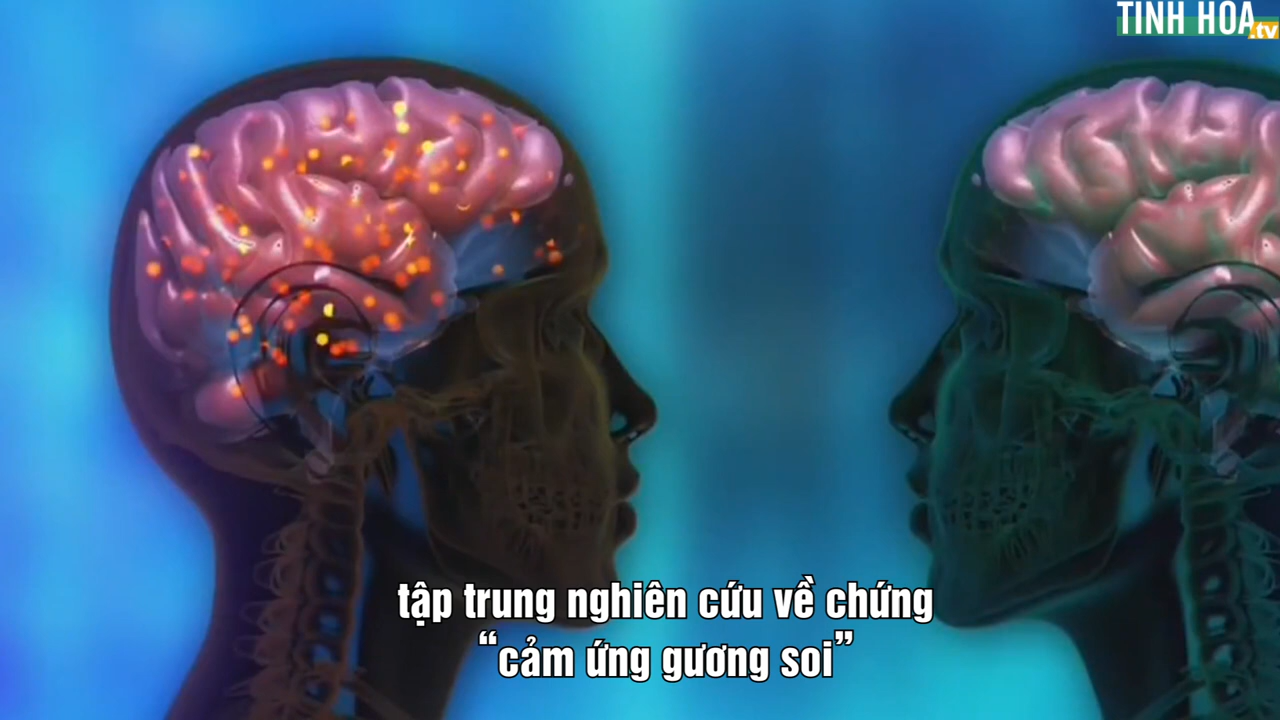 TINH HOA
.tv
tập trung nghiên cứu về chứng
“cảm ứng gương soi”